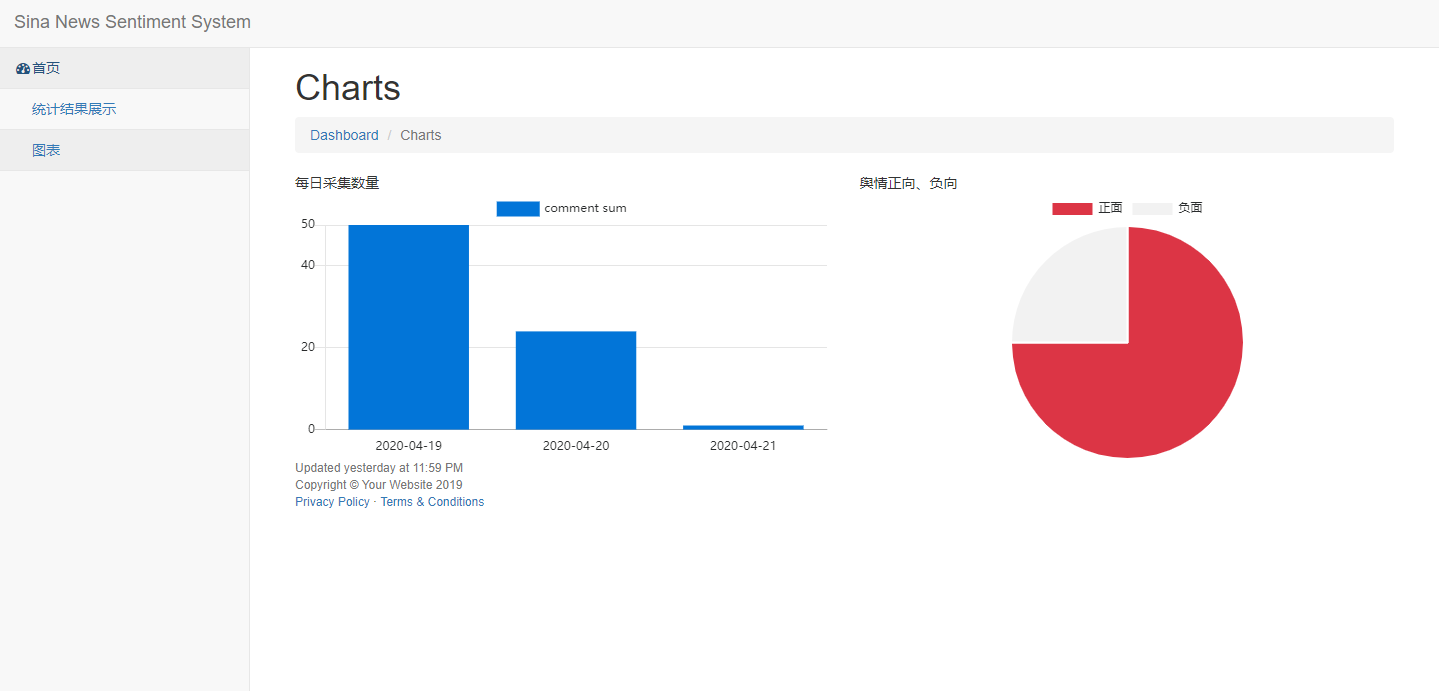 Sina News Sentiment System
首页
统计结果展示
图表
Charts
Dashboard / Charts
每日采集数量
comment sum
50
40
20
0
2020-04-19 2020-04-20 2020-04-21
舆情正向、负向
正面 负面
Updated yesterday at 11:59 PM
Copyright © Your Website 2019
Privacy Policy · Terms & Conditions